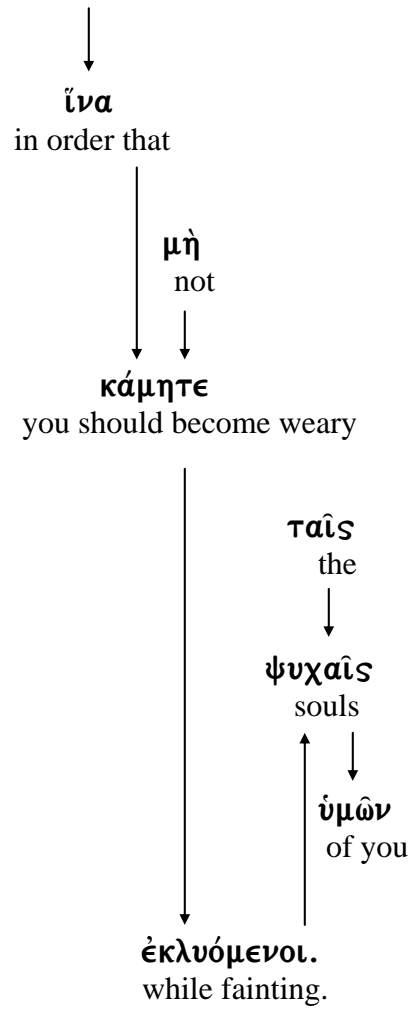 ἵνα
in order that
μὴ
not
κάμητε
you should become weary
ταῖς
the
ψυχαῖς
souls
ὑμῶν
of you
ἐκλυόμενοι.
while fainting.